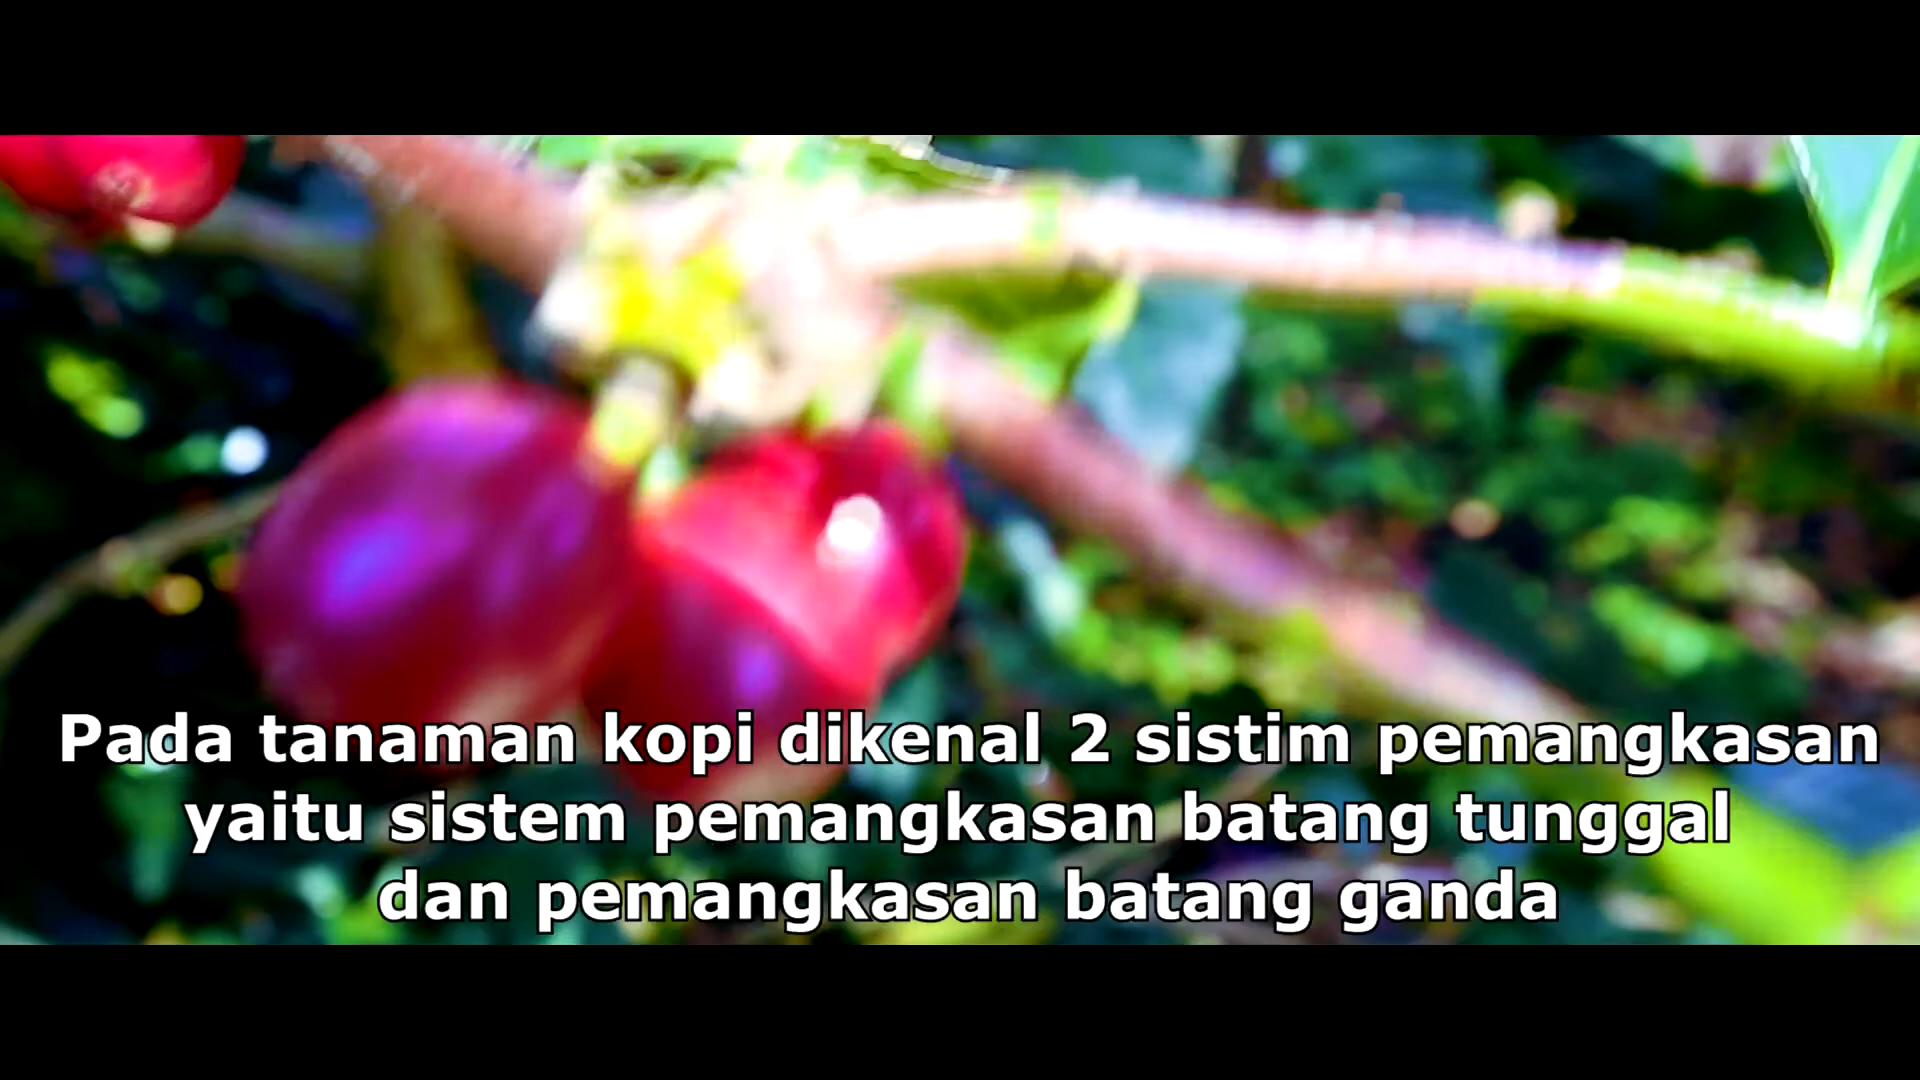 Pada tanaman kopi dikenal 2 sistim pemangkasan
yaitu sistem pemangkasan batang tunggal
dan pemangkasan batang ganda